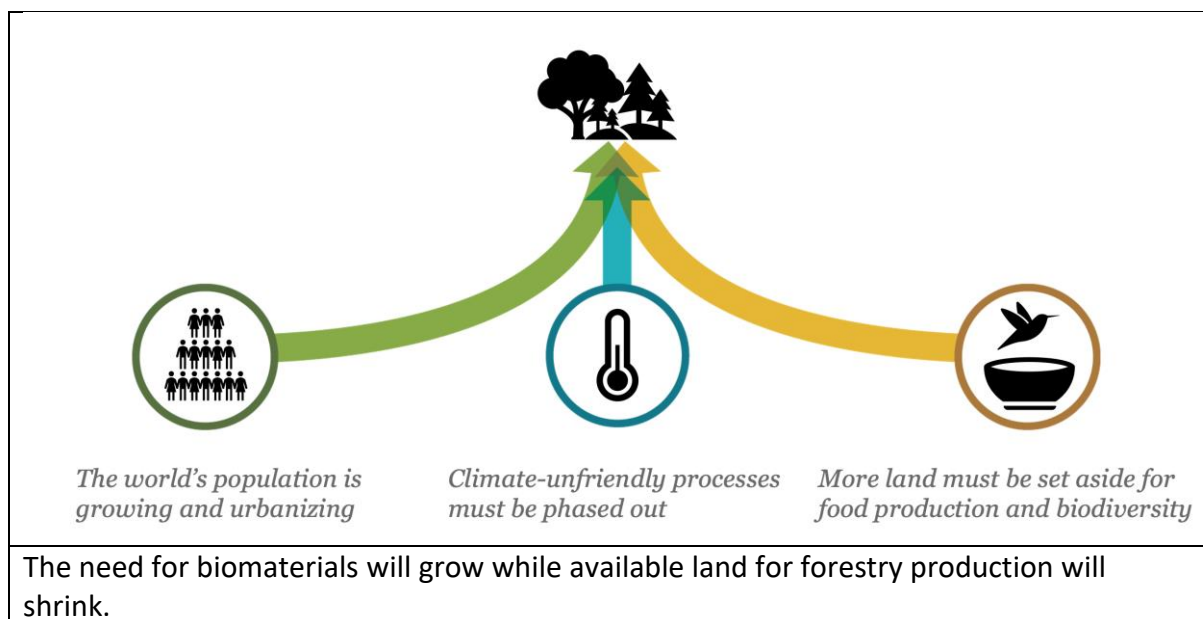 The world's population is
growing and urbanizing
Climate-unfriendly processes
must be phased out
More land must be set aside for
food production and biodiversity
The need for biomaterials will grow while available land for forestry production will
shrink.